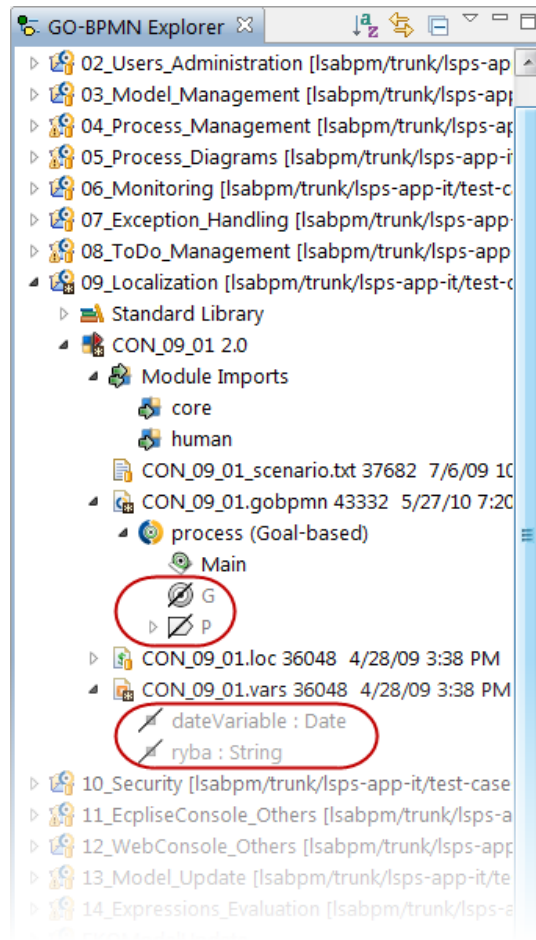 GO-BPMN Explorer
02_Users_Administration [lsabpm/trunk/lsps-ap
03_Model_Management [lsabpm/trunk/lsps-app
04_Process_Management [lsabpm/trunk/lsps-ap
05_Process_Diagrams [lsabpm/trunk/lsps-app-i
06_Monitoring [lsabpm/trunk/lsps-app-it/test-c
07_Exception_Handling [lsabpm/trunk/lsps-app-
08_ToDo_Management [lsabpm/trunk/lsps-app
09_Localization [lsabpm/trunk/lsps-app-it/test-c
Standard Library
CON_09_01 2.0
Module Imports
core
human
CON_09_01_scenario.txt 37682 7/6/09 10
CON_09_01.gobpmn 43332 5/27/10 7:20
process (Goal-based)
Main
G
P
CON_09_01.loc 36048 4/28/09 3:38 PM
CON_09_01.vars 36048 4/28/09 3:38 PM
dateVariable : Date
ryba : String
10_Security [lsabpm/trunk/lsps-app-it/test-case
11_EcpliseConsole_Others [lsabpm/trunk/lsps-a
12_WebConsole_Others [lsabpm/trunk/lsps-app
13_Model_Update [lsabpm/trunk/lsps-app-it/te
14_Expressions_Evaluation [lsabpm/trunk/lsps-a